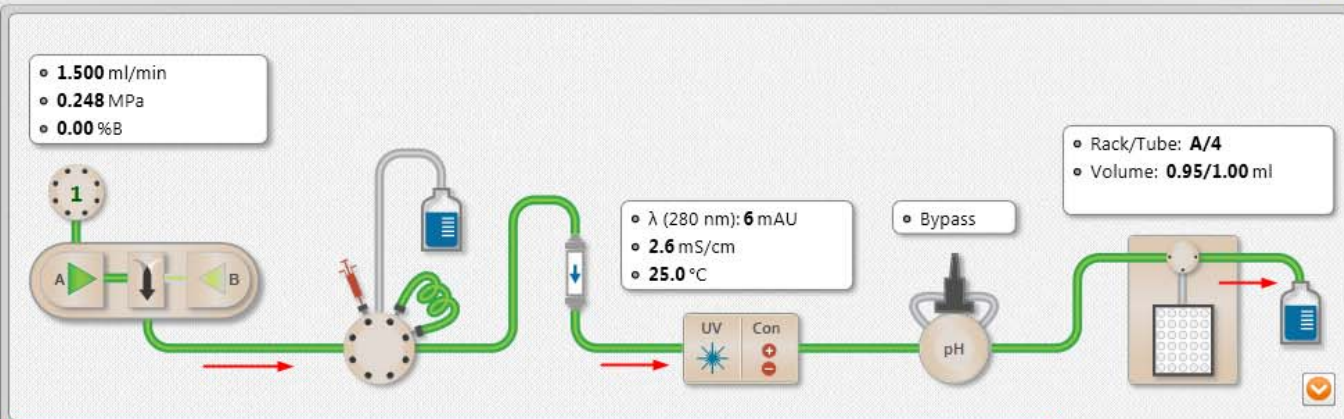 1.500 ml/min
0.248 MPa
0.00 %B
1
A
B
λ (280 nm): 6 mAU
2.6 mS/cm
25.0 °C
UV
Con
Bypass
pH
Rack/Tube: A/4
Volume: 0.95/1.00 ml